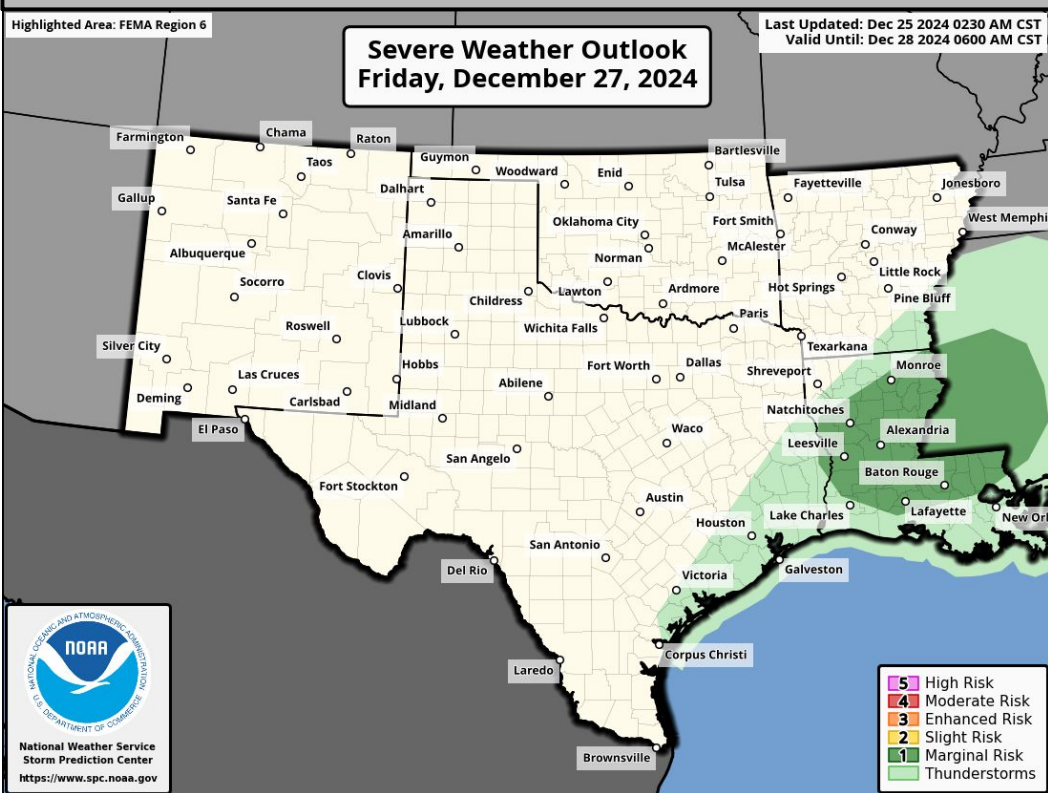 Highlighted Area: FEMA Region 6
Last Updated: Dec 25 2024 0230 AM CST
Valid Until: Dec 28 2024 0600 AM CST
Severe Weather Outlook
Friday, December 27, 2024
Farmington
Chama
Raton
Taos
Guymon
Woodward
Enid
Bartlesville
Tulsa
Fayetteville
Jonesboro
Gallup
Santa Fe
Dalhart
Oklahoma City
Fort Smith
West Memphi
Albuquerque
Amarillo
Norman
McAlester
Conway
Socorro
Clovis
Childress
Lawton
Ardmore
Hot Springs
Little Rock
Pine Bluff
Roswell
Lubbock
Wichita Falls
Paris
Texarkana
Silver City
Las Cruces
Hobbs
Fort Worth
Dallas
Shreveport
Monroe
Deming
Carlsbad
Midland
Abilene
Natchitoches
El Paso
Waco
Leesville
Alexandria
San Angelo
Baton Rouge
Fort Stockton
Austin
Houston
Lake Charles
Lafayette
New Orl
San Antonio
Del Rio
Victoria
Galveston
Laredo
Corpus Christi
Brownsville
NATIONAL OCEANIC AND ATMOSPHERIC ADMINISTRATION
NOAA
U.S. DEPARTMENT OF COMMERCE
National Weather Service
Storm Prediction Center
https://www.spc.noaa.gov
5 High Risk
4 Moderate Risk
3 Enhanced Risk
2 Slight Risk
1 Marginal Risk
Thunderstorms